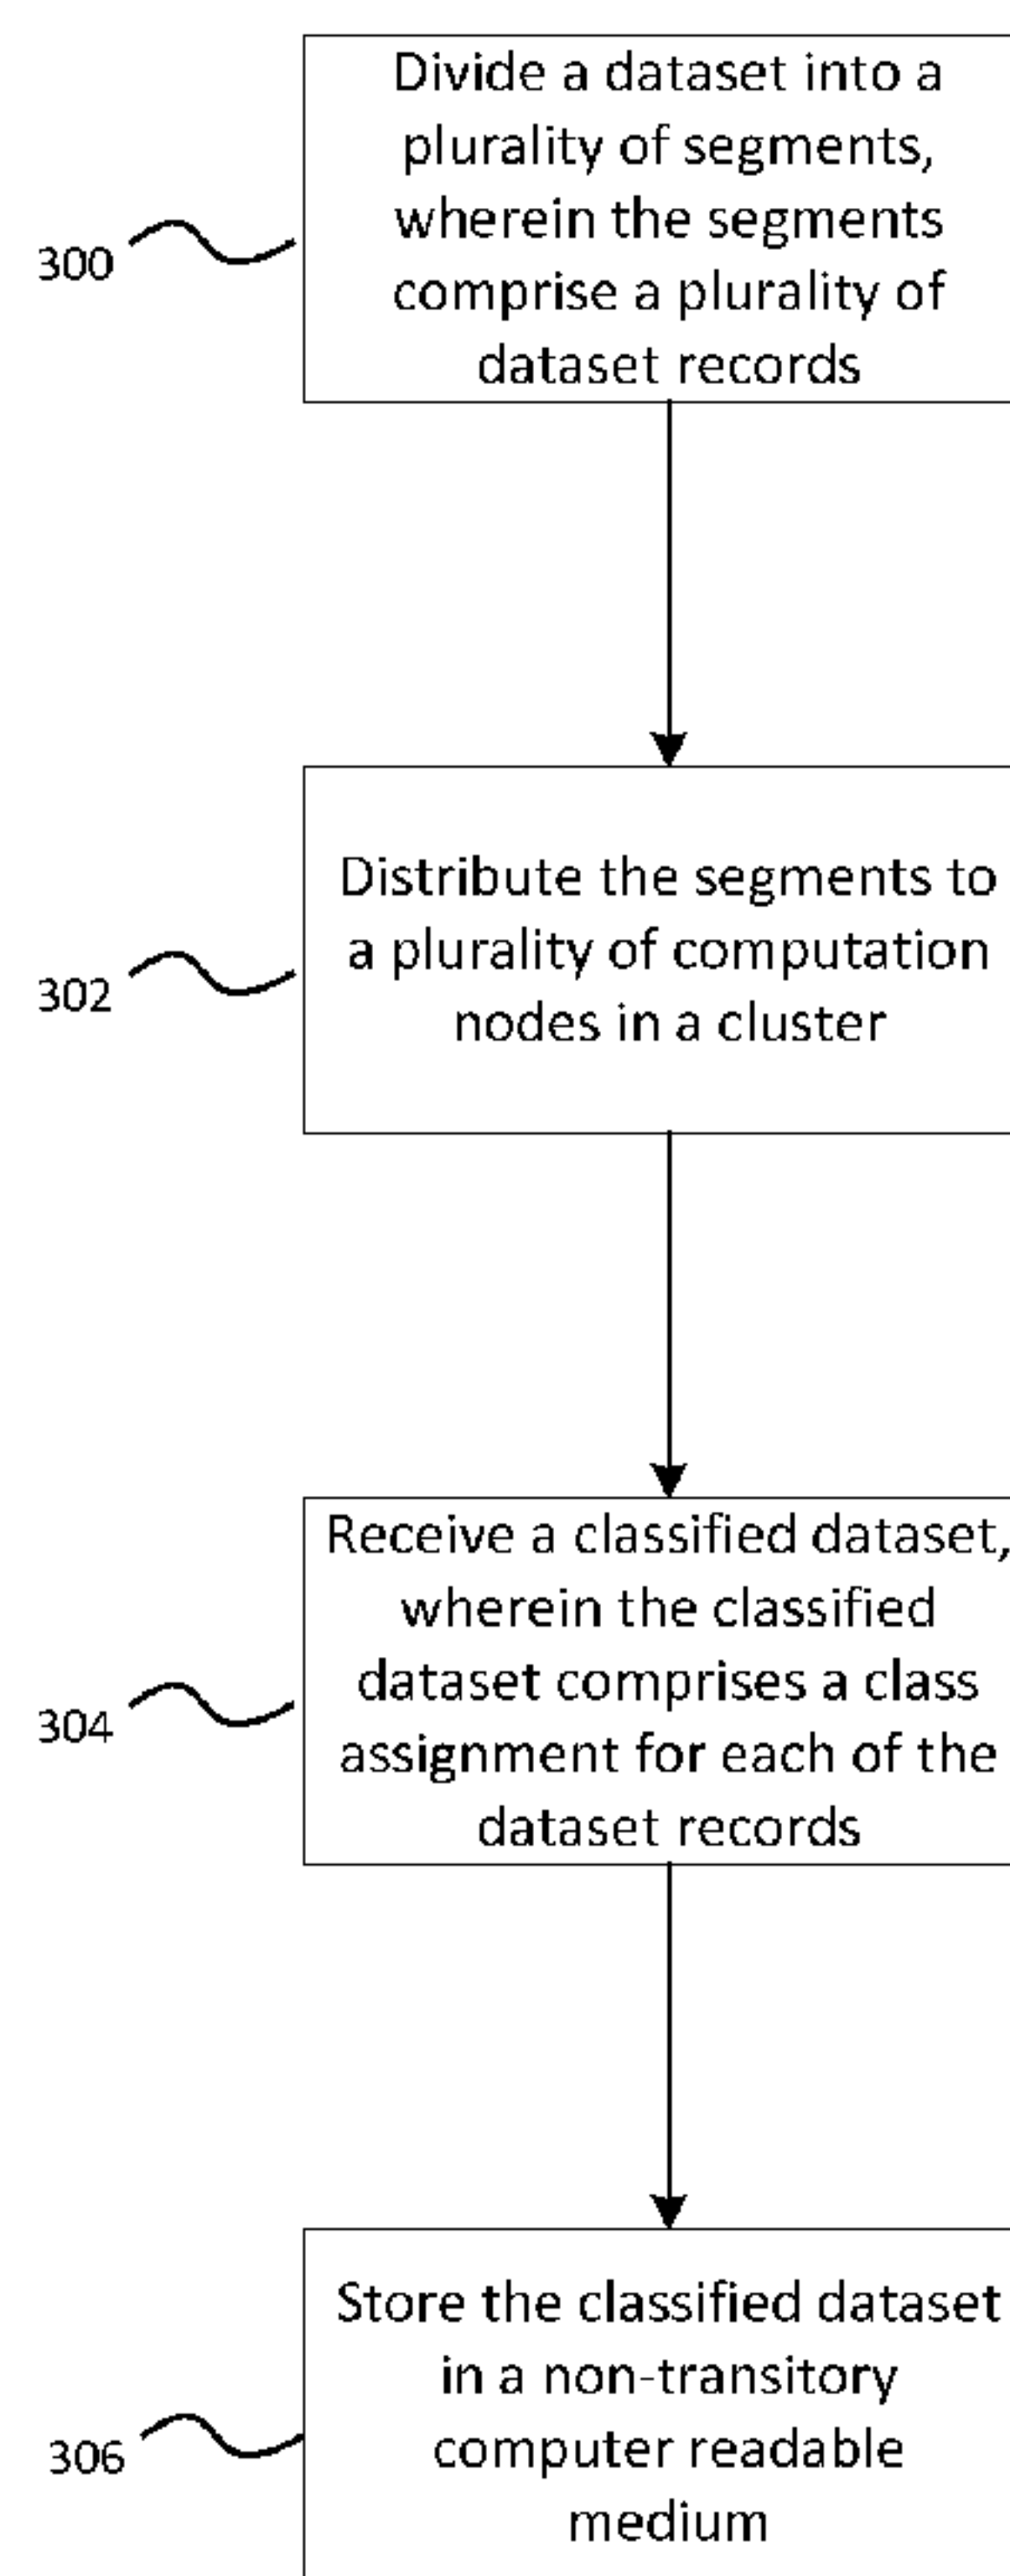 Divide a dataset into a
plurality of segments,
wherein the segments
comprise a plurality of
dataset records
300
Distribute the segments to
a plurality of computation
nodes in a cluster
302
Receive a classified dataset,
wherein the classified
dataset comprises a class
assignment for each of the
dataset records
304
Store the classified dataset
in a non-transitory
computer readable
medium
306